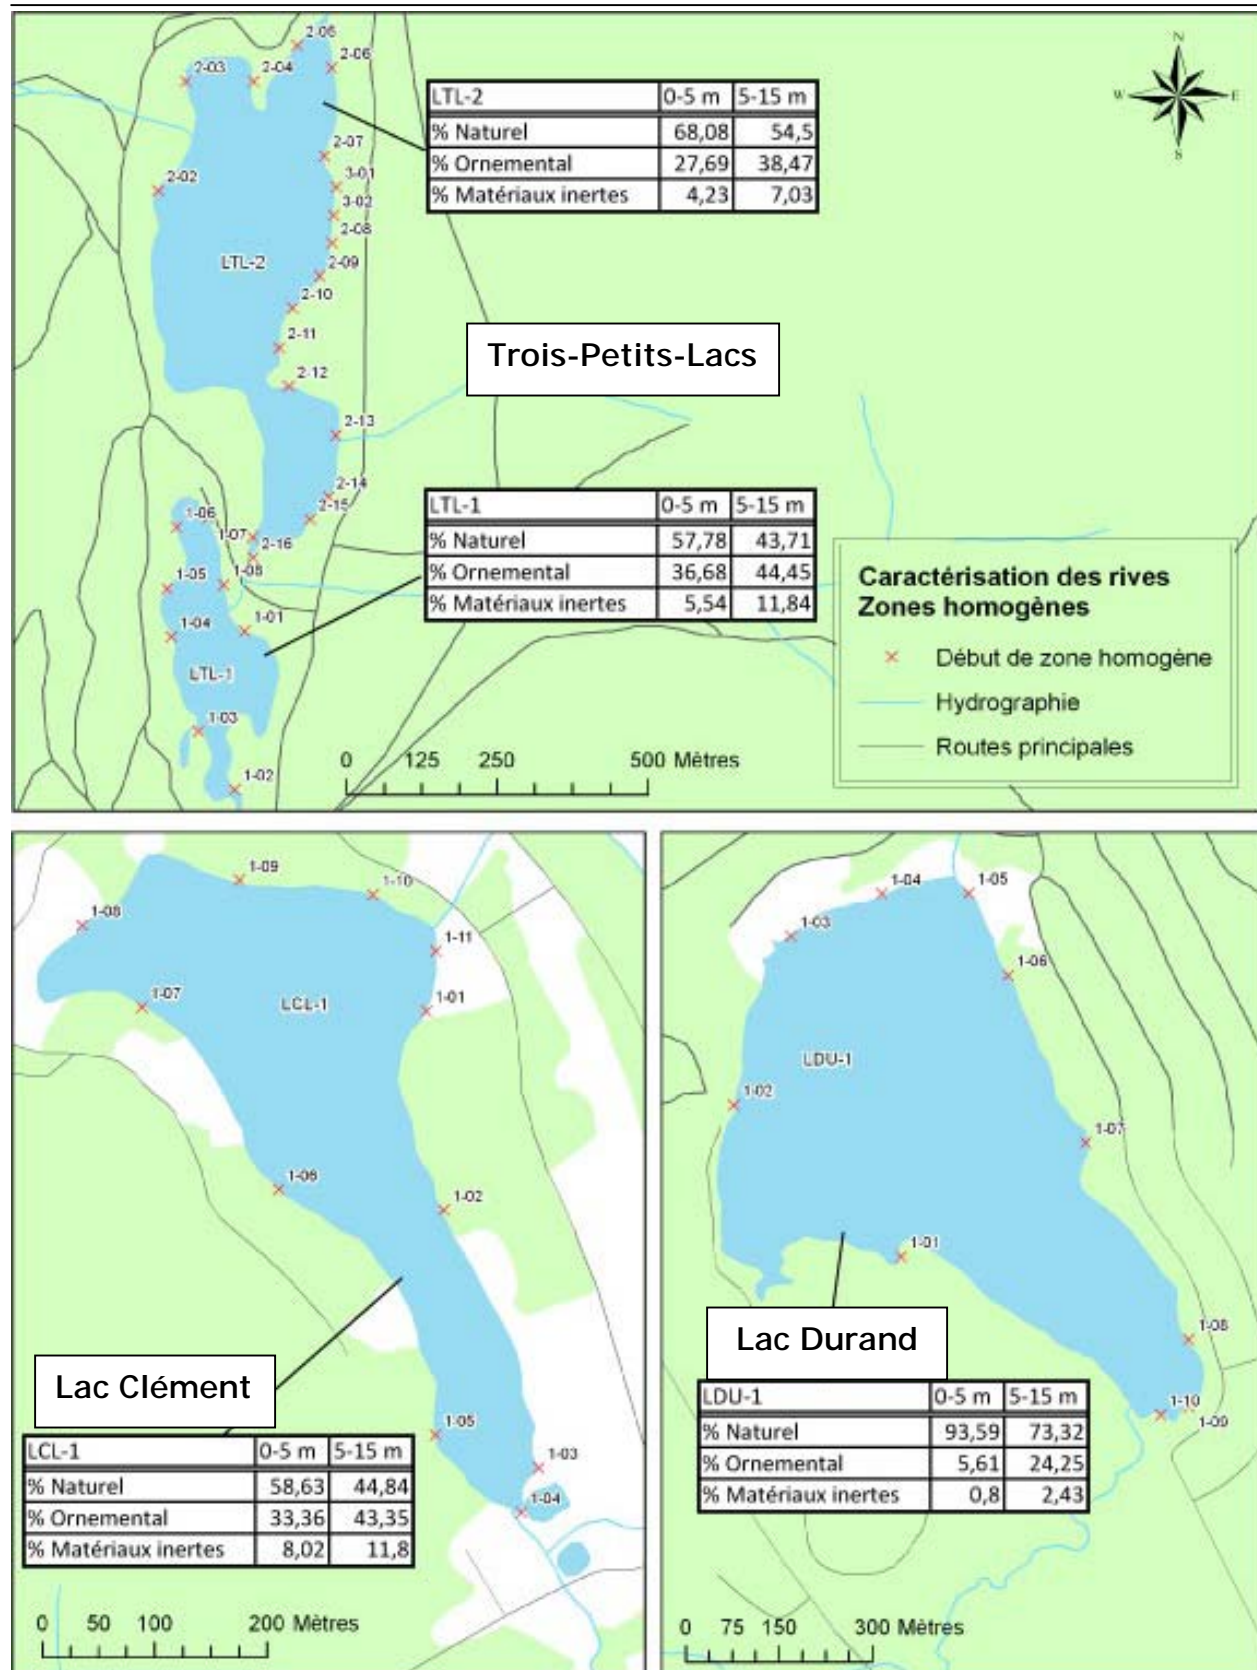 2-05
2-03
2-04
2-06
N
W
E
S
LTL-2 0-5 m 5-15 m
% Naturel 68,08 54,5
% Ornemental 27,69 38,47
% Matériaux inertes 4,23 7,03
2-07
3-01
2-02
3-02
2-08
LTL-2
2-09
2-10
2-11
Trois-Petits-Lacs
2-12
2-13
2-14
2-15
1-06
1-07
2-16
LTL-1 0-5 m 5-15 m
% Naturel 57,78 43,71
% Ornemental 36,68 44,45
% Matériaux inertes 5,54 11,84
1-05
1-08
1-04
1-01
LTL-1
1-03
1-02
Caractérisation des rives
Zones homogènes
Début de zone homogène
Hydrographie
Routes principales
0 125 250 500 Mètres
1-09
1-10
1-08
1-11
1-07
LCL-1
1-01
1-06
1-02
Lac Clément
1-05
1-03
1-04
LCL-1 0-5 m 5-15 m
% Naturel 58,63 44,84
% Ornemental 33,36 43,35
% Matériaux inertes 8,02 11,8
0 50 100 200 Mètres
1-04
1-05
1-03
1-06
LDU-1
1-02
1-07
1-01
Lac Durand
1-08
1-10
1-09
LDU-1 0-5 m 5-15 m
% Naturel 93,59 73,32
% Ornemental 5,61 24,25
% Matériaux inertes 0,8 2,43
0 75 150 300 Mètres